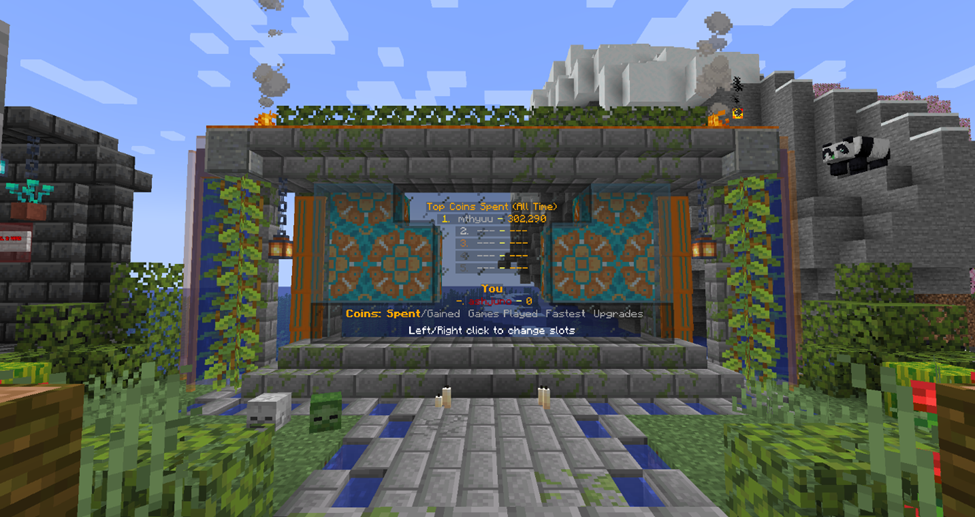 Top Coins Spent (All Time)
1. mthyuu - 302,290
2. --- - ---
3. --- - ---
--- - ---
--- - ---
You
- 0
Coins: Spent/Gained Games Played Fastest Upgrades
Left/Right click to change slots